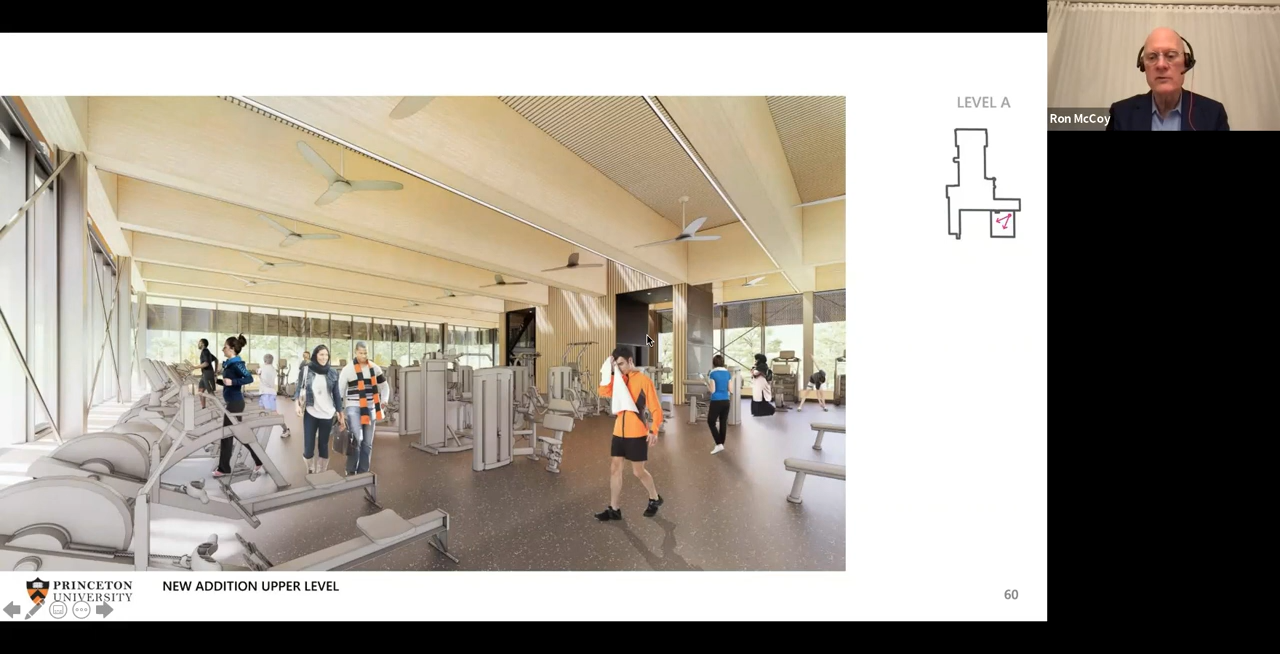 LEVEL A
Ron McCoy
PRINCETON
UNIVERSITY
NEW ADDITION UPPER LEVEL
60